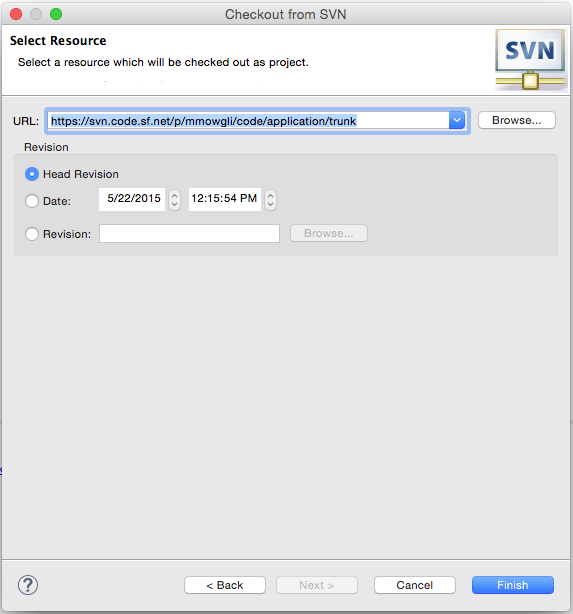 Checkout from SVN
Select Resource
Select a resource which will be checked out as project.
SVN
URL: https://svn.code.sf.net/p/mmowgli/code/application/trunk Browse...
Revision
Head Revision
Date: 5/22/2015 12:15:54 PM
Revision: Browse...
? < Back Next > Cancel Finish